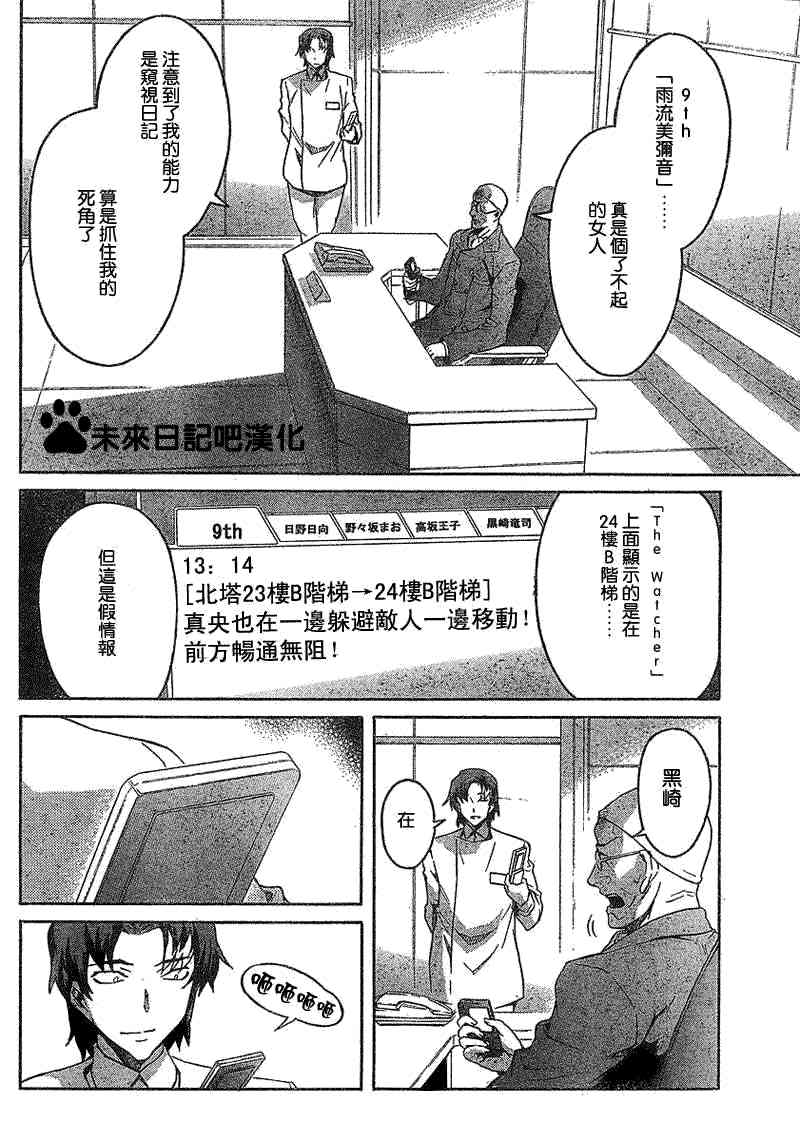 9th
「雨流美彌音」……
真是個了不起
的女人
注意到了我的能力
是窺視日記
算是抓住我的
死角了
未來日記吧漢化
「The Watcher」
上面顯示的是在
24樓B階梯……
9th
日野日向
野々坂まお
高坂王子
黒崎竜司
13：14
[北塔23樓B階梯→24樓B階梯]
真央也在一邊躲避敵人一邊移動!
前方暢通無阻!
但這是假情報
黑崎
在
咂咂咂咂